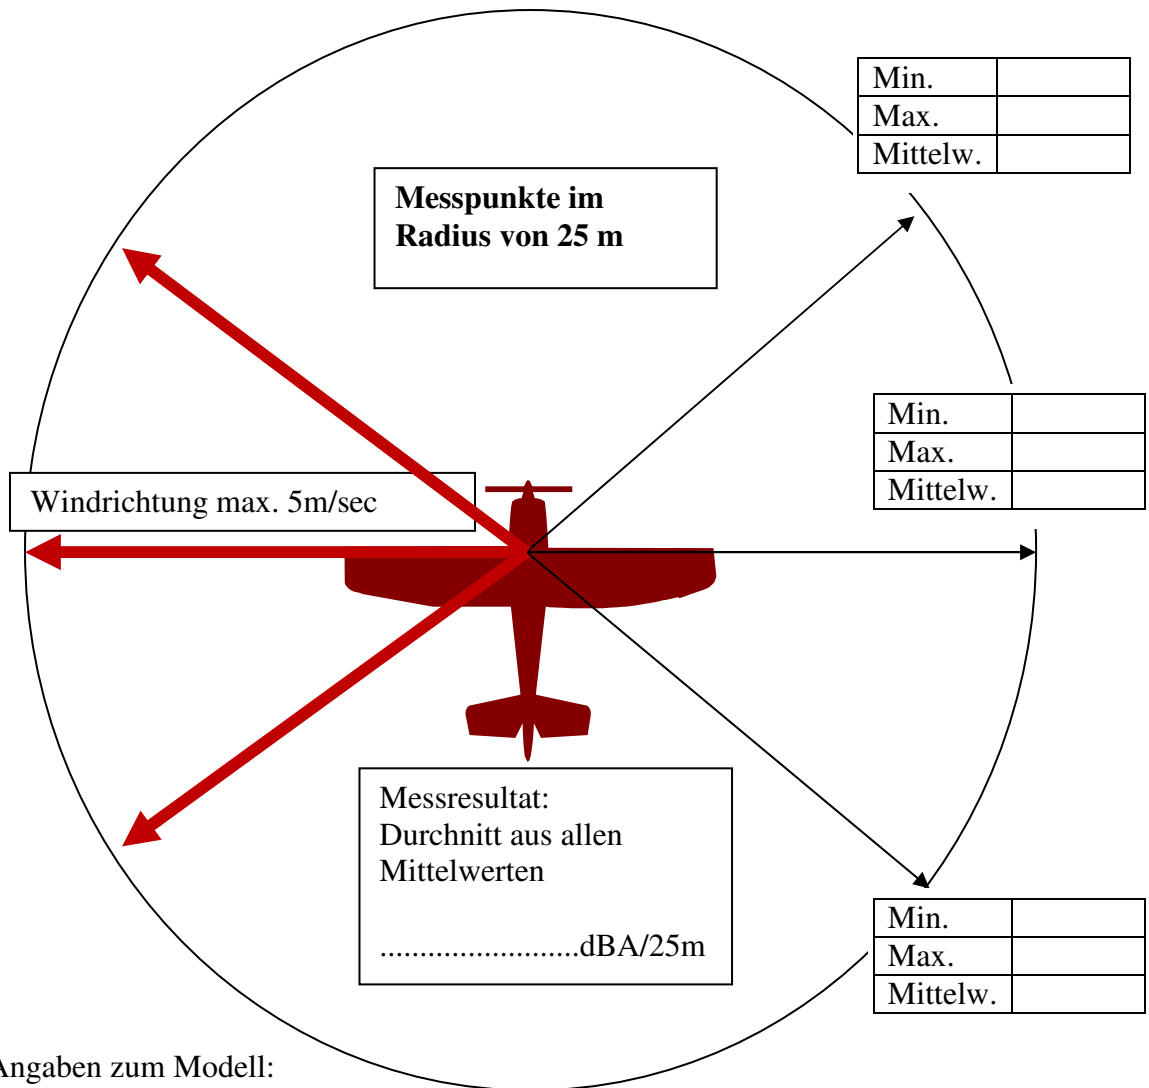 Min.
Max.
Mittelw.
Messpunkte im
Radius von 25 m
Min.
Max.
Mittelw.
Windrichtung max. 5m/sec
Messresultat:
Durchnitt aus allen
Mittelwerten
.........................dBA/25m
Min.
Max.
Mittelw.
Angaben zum Modell: